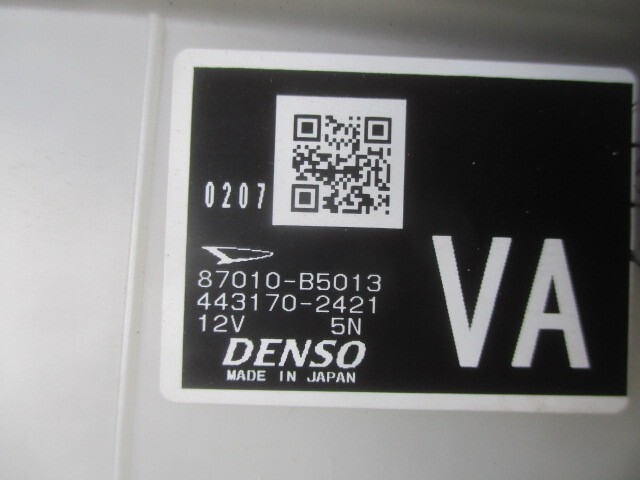 0207
87010-B5013
443170-2421
12V 5N
DENSO
MADE IN JAPAN
VA